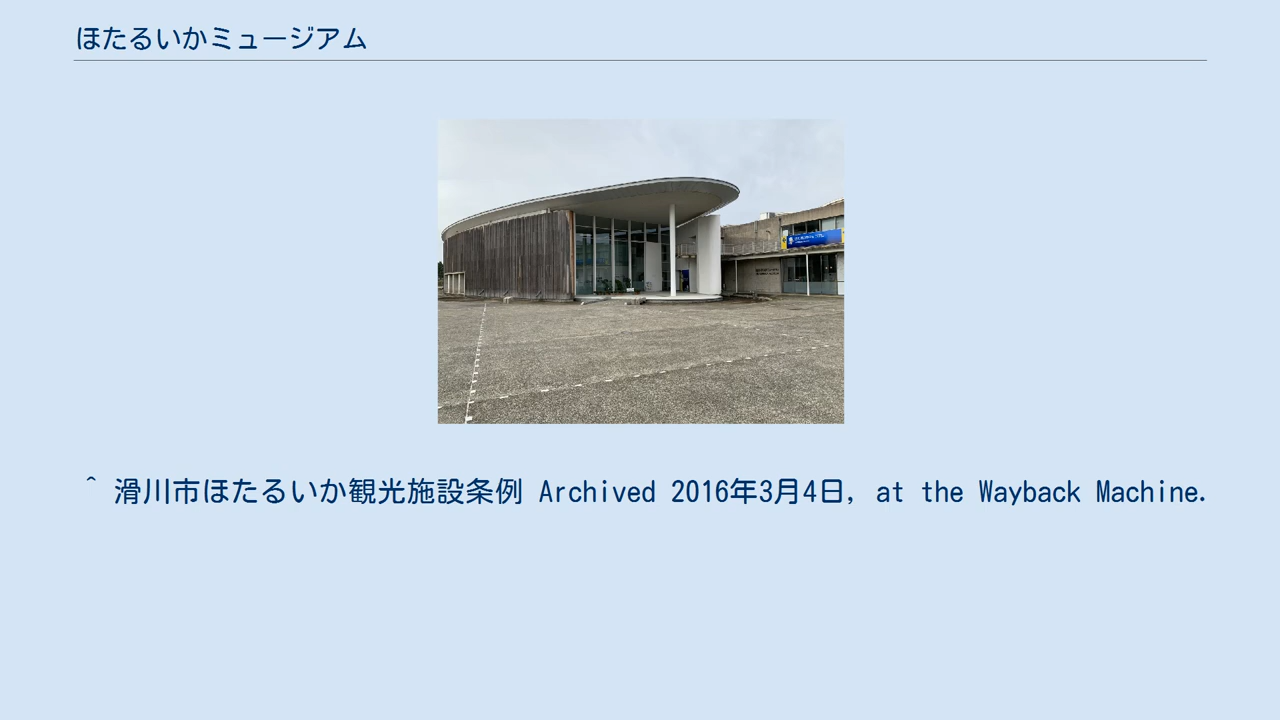 ほたるいかミュージアム
^ 滑川市ほたるいか観光施設条例 Archived 2016年3月4日, at the Wayback Machine.